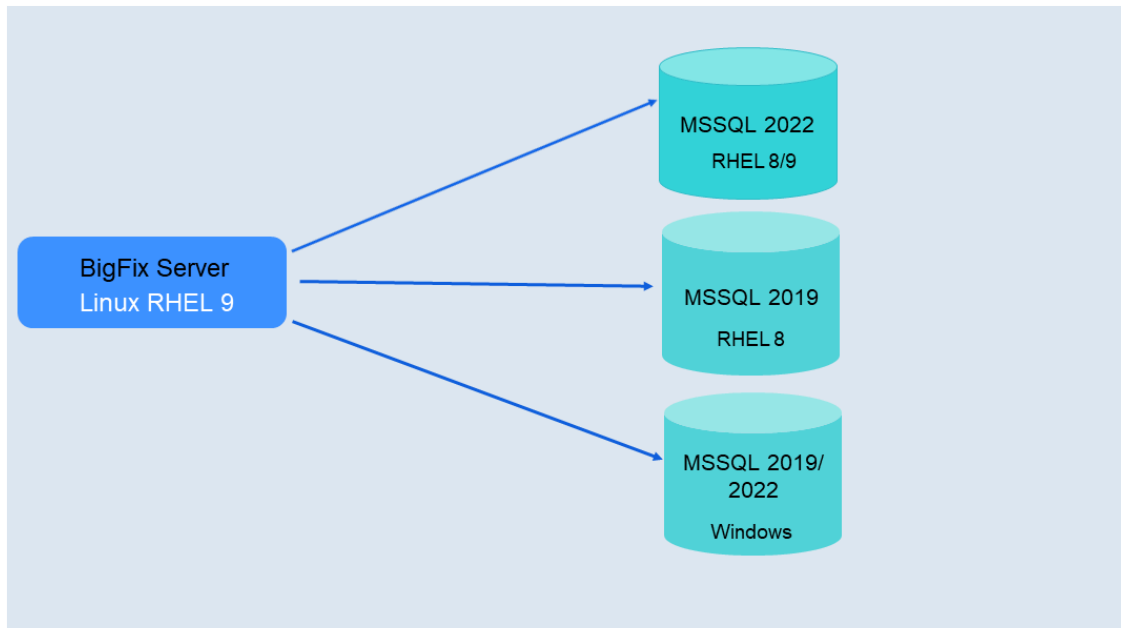 MSSQL 2022
RHEL 8/9
BigFix Server
Linux RHEL 9
MSSQL 2019
RHEL 8
MSSQL 2019/
2022
Windows